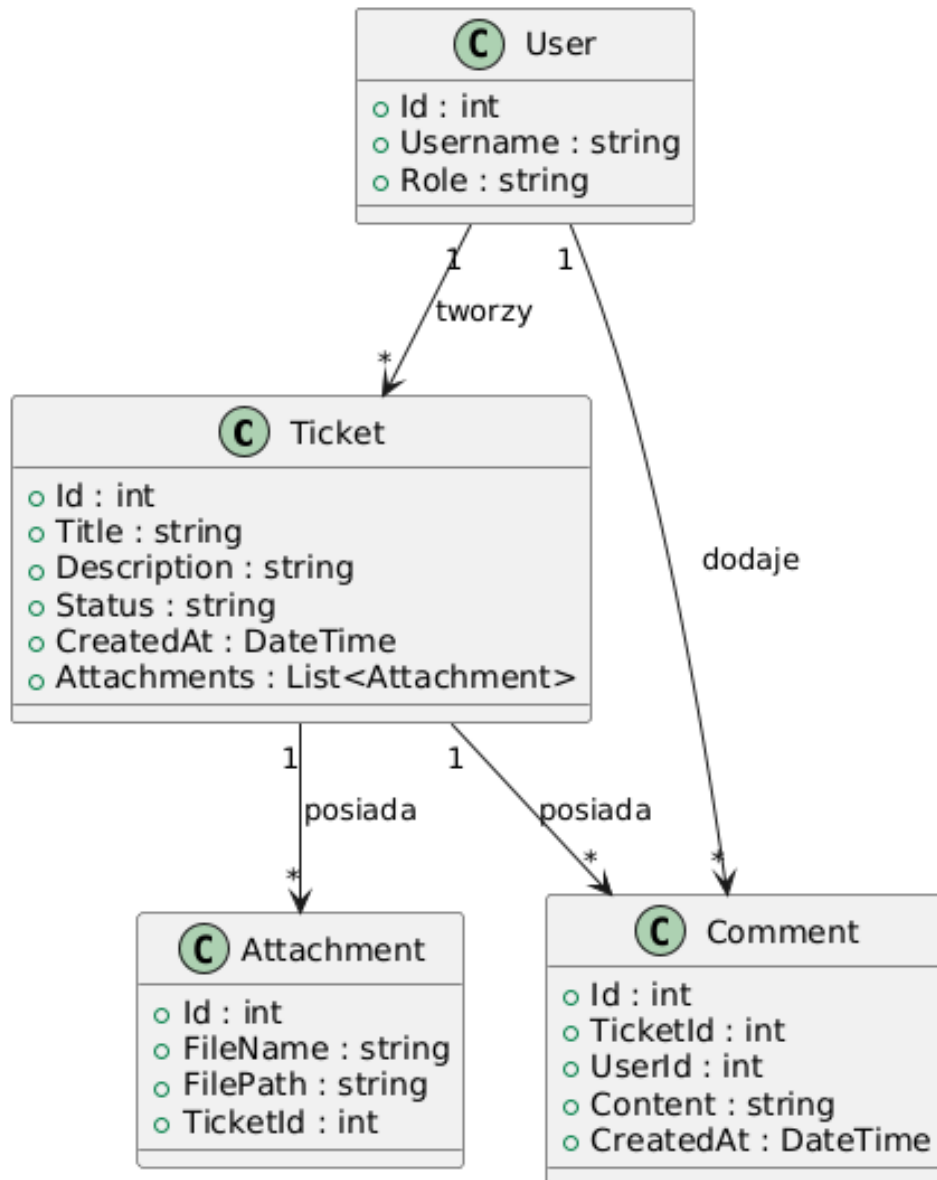 C User
Id : int
Username : string
Role : string
1
1
tworzy
*
C Ticket
Id : int
Title : string
Description : string
Status : string
CreatedAt : DateTime
Attachments : List<Attachment>
dodaje
1
1
posiada
posiada
*
*
*
C Attachment
Id : int
FileName : string
FilePath : string
TicketId : int
C Comment
Id : int
TicketId : int
UserId : int
Content : string
CreatedAt : DateTime